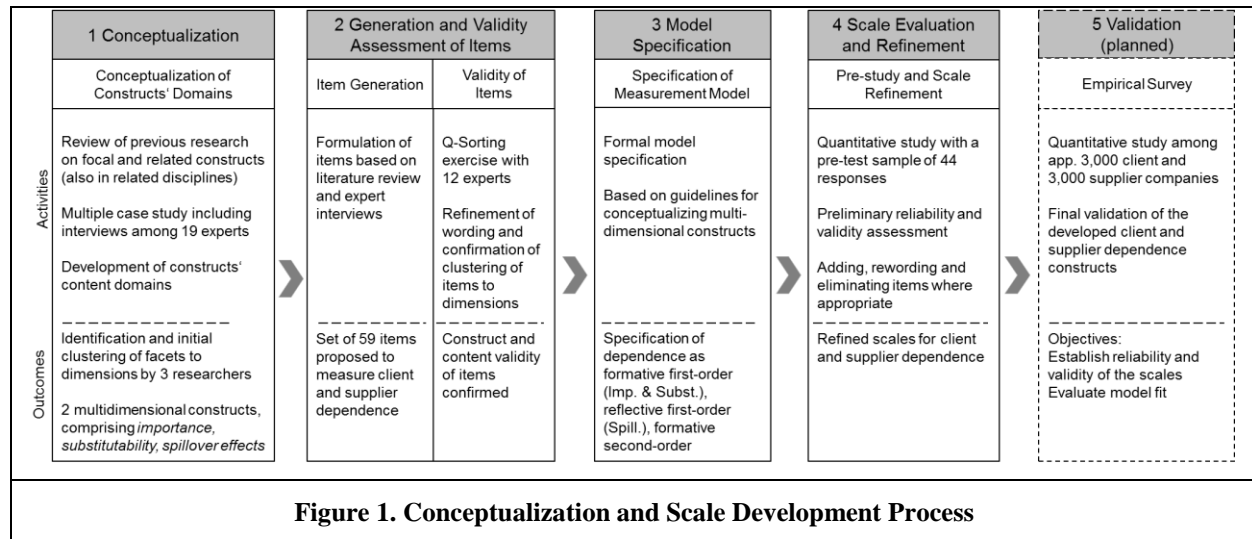 1 Conceptualization
Conceptualization of
Constructs' Domains
Activities
Review of previous research
on focal and related constructs
(also in related disciplines)
Multiple case study including
interviews among 19 experts
Development of constructs'
content domains
Outcomes
Identification and initial
clustering of facets to
dimensions by 3 researchers
2 multidimensional constructs,
comprising importance,
substitutability, spillover effects
2 Generation and Validity
Assessment of Items
Item Generation
Formulation of
items based on
literature review
and expert
interviews
Set of 59 items
proposed to
measure client
and supplier
dependence
Validity of
Items
Q-Sorting
exercise with
12 experts
Refinement of
wording and
confirmation of
clustering of
items to
dimensions
Construct and
content validity
of items
confirmed
3 Model
Specification
Specification of
Measurement Model
Formal model
specification
Based on guidelines for
conceptualizing multi-
dimensional constructs
Specification of
dependence as
formative first-order
(Imp. & Subst.),
reflective first-order
(Spill.), formative
second-order
4 Scale Evaluation
and Refinement
Pre-study and Scale
Refinement
Quantitative study with a
pre-test sample of 44
responses
Preliminary reliability and
validity assessment
Adding, rewording and
eliminating items where
appropriate
Refined scales for client
and supplier dependence
5 Validation
(planned)
Empirical Survey
Quantitative study among
app. 3,000 client and
3,000 supplier companies
Final validation of the
developed client and
supplier dependence
constructs
Objectives:
Establish reliability and
validity of the scales
Evaluate model fit
Figure 1. Conceptualization and Scale Development Process